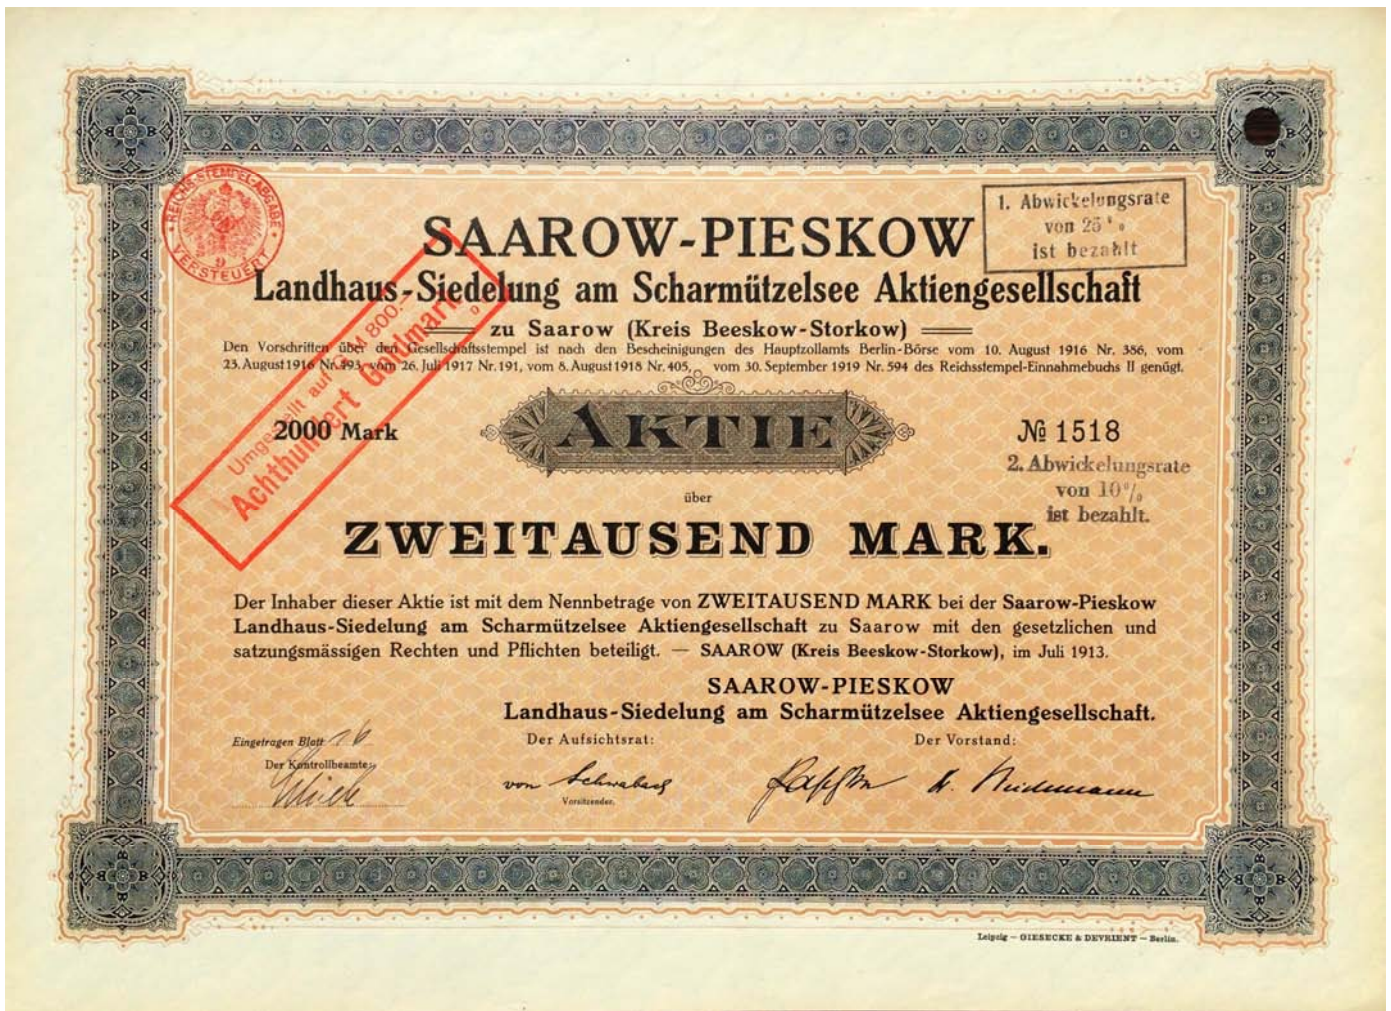 REICHS-STEMPEL-ABGABE
9
VERSTEUERT
1. Abwickelungsrate
von 25%
ist bezahlt
SAAROW-PIESKOW
Landhaus-Siedelung am Scharmützelsee Aktiengesellschaft
zu Saarow (Kreis Beeskow-Storkow)
Den Vorschriften über den Gesellschaftsstempel ist nach den Bescheinigungen des Hauptzollamts Berlin-Börse vom 10. August 1916 Nr. 386, vom
23. August 1916 Nr. 493, vom 26. Juli 1917 Nr. 191, vom 8. August 1918 Nr. 405, vom 30. September 1919 Nr. 594 des Reichsstempel-Einnahmebuchs II genügt.
Umgestellt auf G.M 800.-
Achthundert Goldmark
2000 Mark
AKTIE
№ 1518
2. Abwickelungsrate
von 10%
ist bezahlt.
über
ZWEITAUSEND MARK.
Der Inhaber dieser Aktie ist mit dem Nennbetrage von ZWEITAUSEND MARK bei der Saarow-Pieskow
Landhaus-Siedelung am Scharmützelsee Aktiengesellschaft zu Saarow mit den gesetzlichen und
satzungsmässigen Rechten und Pflichten beteiligt. — SAAROW (Kreis Beeskow-Storkow), im Juli 1913.
SAAROW-PIESKOW
Landhaus-Siedelung am Scharmützelsee Aktiengesellschaft.
Eingetragen Blatt 16
Der Kontrollbeamte:
Der Aufsichtsrat:
Der Vorstand:
von Schwabach
Vorsitzender.
Leipzig — GIESECKE & DEVRIENT — Berlin.